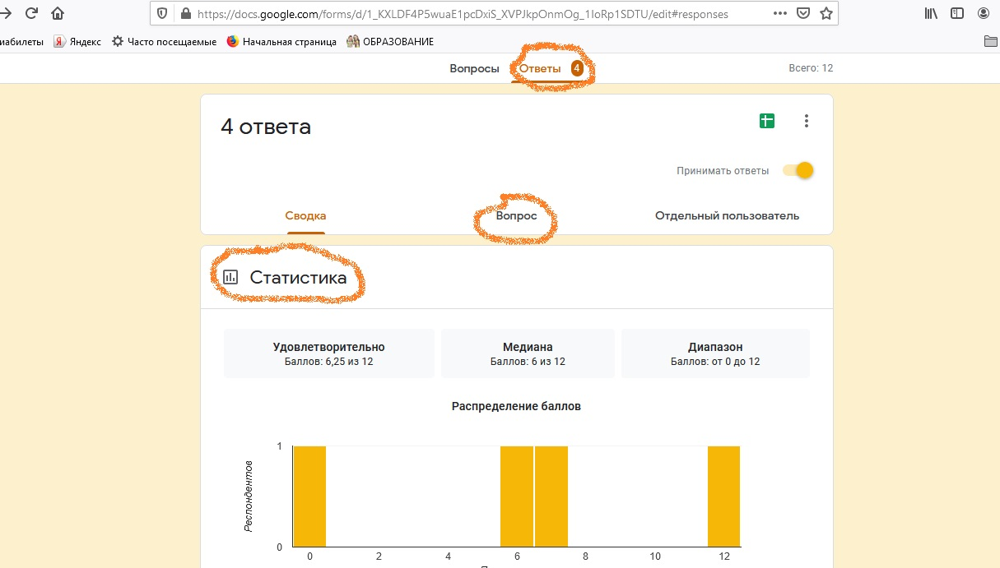 https://docs.google.com/forms/d/1_KXLDF4P5wuaE1pcDxiS_XVPJkpOnmOg_1IoRp1SDTU/edit#responses
иабилеты Яндекс Часто посещаемые Начальная страница ОБРАЗОВАНИЕ
Вопросы Ответы 4 Всего: 12
4 ответа
Принимать ответы
Сводка Вопрос Отдельный пользователь
Статистика
Удовлетворительно Медиана Диапазон
Баллов: 6,25 из 12 Баллов: 6 из 12 Баллов: от 0 до 12
Распределение баллов
1
Респондентов
0
0 2 4 6 8 10 12